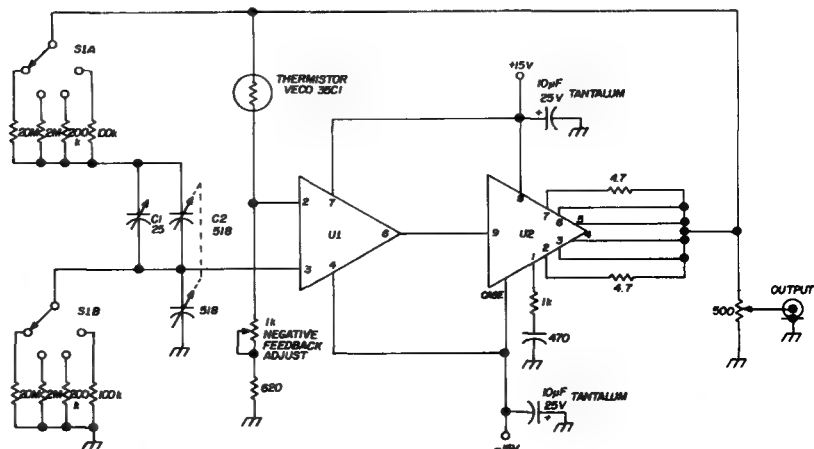 S1A
20M
2M
200
k
100k
THERMISTOR
VECO 35C1
+15V
10µF
25V
TANTALUM
+
C1
25
C2
518
518
2
3
7
4
6
U1
9
8
U2
CASE
7
6
5
4
3
2
1
4.7
4.7
1k
470
500
OUTPUT
S1B
20M
2M
200
k
100k
1k
NEGATIVE
FEEDBACK
ADJUST
620
10µF
25V
TANTALUM
+